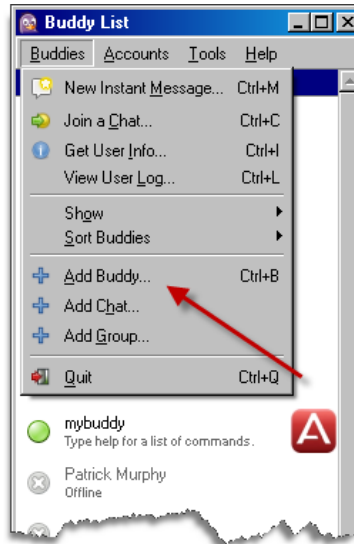 Buddy List
Buddies Accounts Tools Help
New Instant Message... Ctrl+M
Join a Chat... Ctrl+C
Get User Info... Ctrl+I
View User Log... Ctrl+L
Show
Sort Buddies
Add Buddy... Ctrl+B
Add Chat...
Add Group...
Quit Ctrl+Q
mybuddy
Type help for a list of commands.
A
Patrick Murphy
Offline